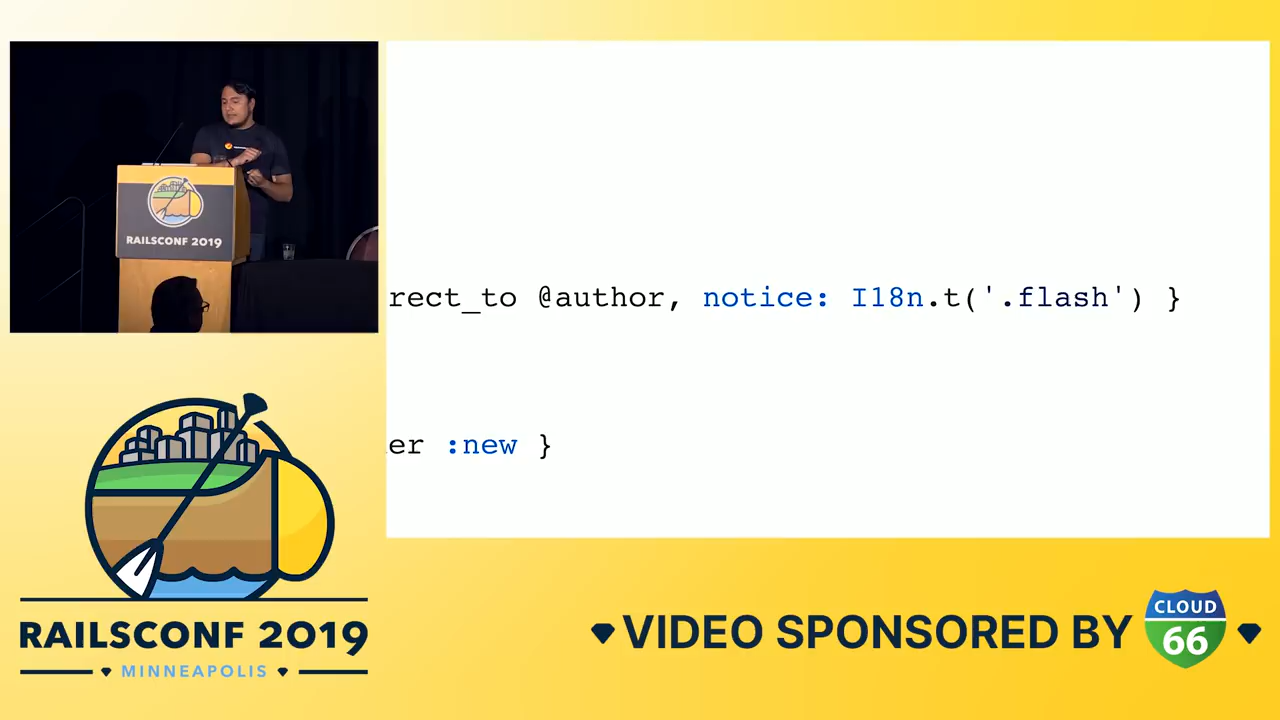 RAILSCONF 2019
rect_to @author, notice: I18n.t('.flash') }
er :new }
RAILSCONF 2019
MINNEAPOLIS
VIDEO SPONSORED BY
CLOUD
66